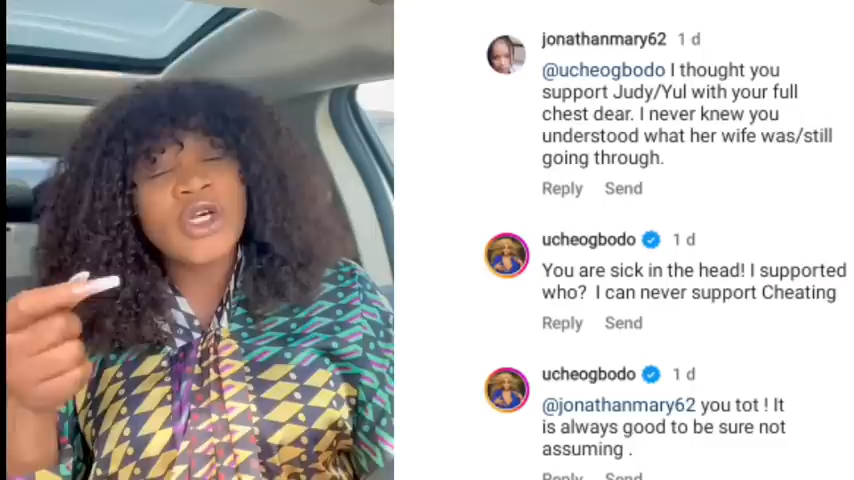 jonathanmary62 1 d
@ucheogbodo I thought you
support Judy/Yul with your full
chest dear. I never knew you
understood what her wife was/still
going through.
Reply Send
ucheogbodo 1 d
You are sick in the head! I supported
who? I can never support Cheating
Reply Send
ucheogbodo 1 d
@jonathanmary62 you tot ! It
is always good to be sure not
assuming .
Reply Send